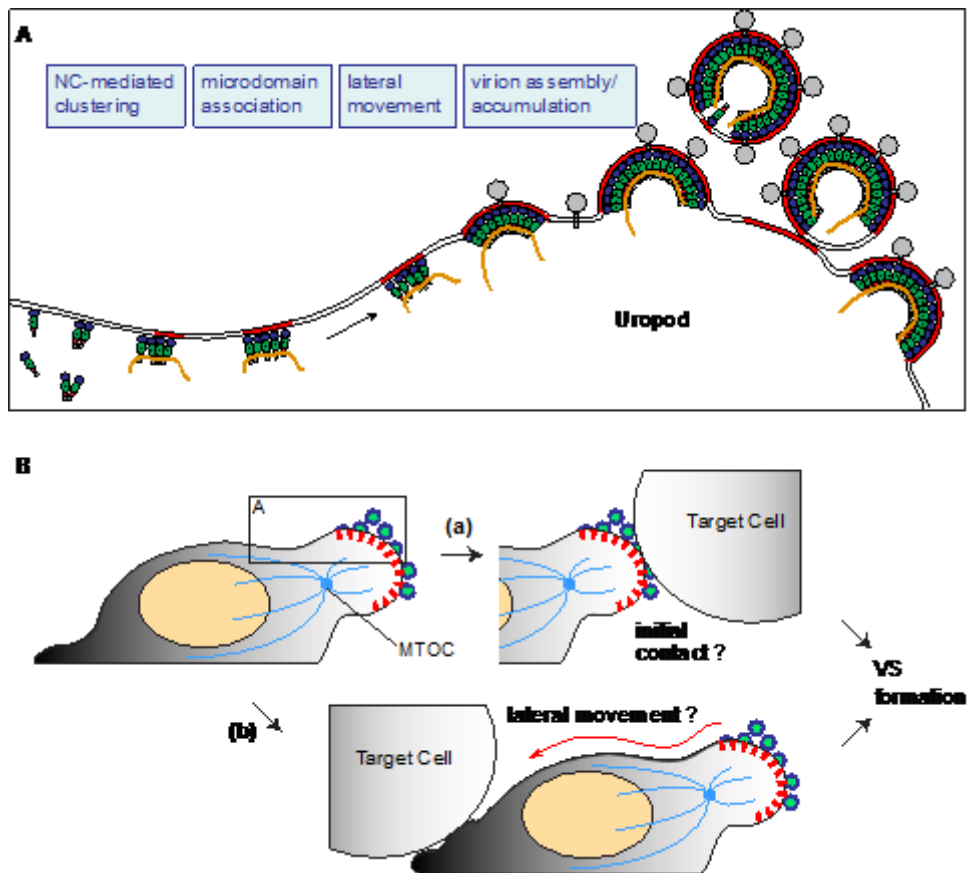 A
NC-mediated
clustering
microdomain
association
lateral
movement
virion assembly/
accumulation
Uropod
B
A
(a)
Target Cell
MTOC
initial
contact ?
VS
formation
(b)
lateral movement ?
Target Cell